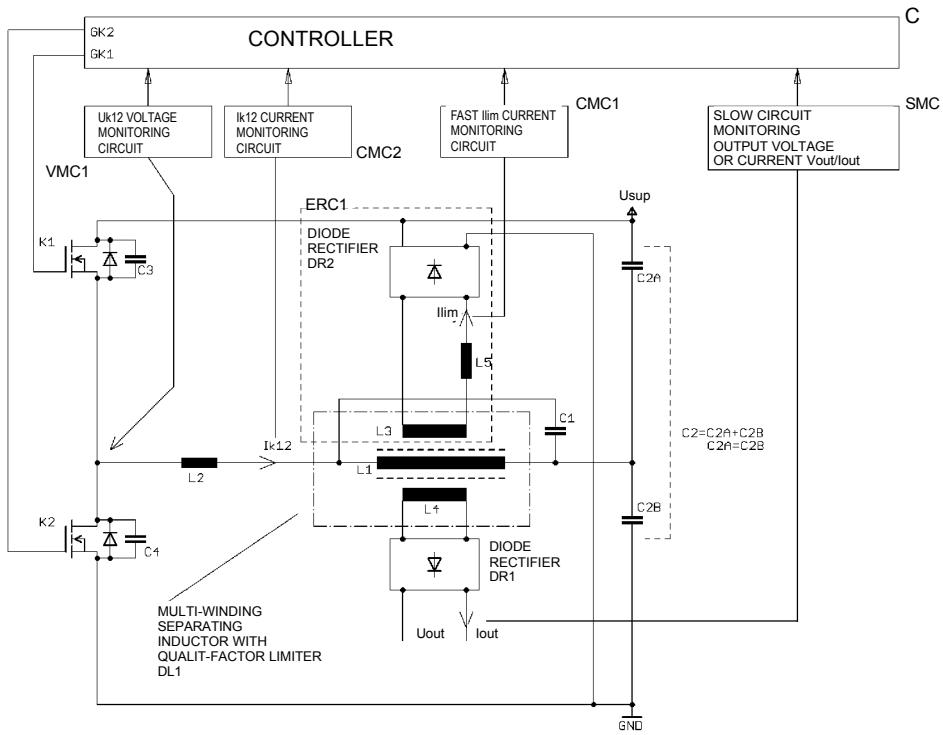 C
GK2
GK1
CONTROLLER
Uk12 VOLTAGE
MONITORING
CIRCUIT
VMC1
Ik12 CURRENT
MONITORING
CIRCUIT
CMC2
FAST Ilim CURRENT
MONITORING
CIRCUIT
CMC1
SLOW CIRCUIT
MONITORING
OUTPUT VOLTAGE
OR CURRENT Vout/Iout
SMC
ERC1
DIODE
RECTIFIER
DR2
Usup
K1
C3
C2A
Ilim
L5
L3
C1
C2=C2A+C2B
C2A=C2B
Ik12
L2
L1
L4
K2
C4
C2B
DIODE
RECTIFIER
DR1
MULTI-WINDING
SEPARATING
INDUCTOR WITH
QUALIT-FACTOR LIMITER
DL1
Uout
Iout
GND